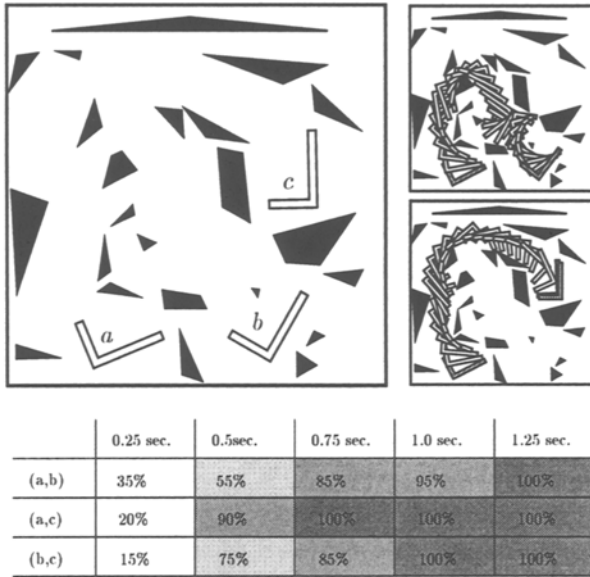 c
a
b
0.25 sec. 0.5sec. 0.75 sec. 1.0 sec. 1.25 sec.
(a,b) 35% 55% 85% 95% 100%
(a,c) 20% 90% 100% 100% 100%
(b,c) 15% 75% 85% 100% 100%